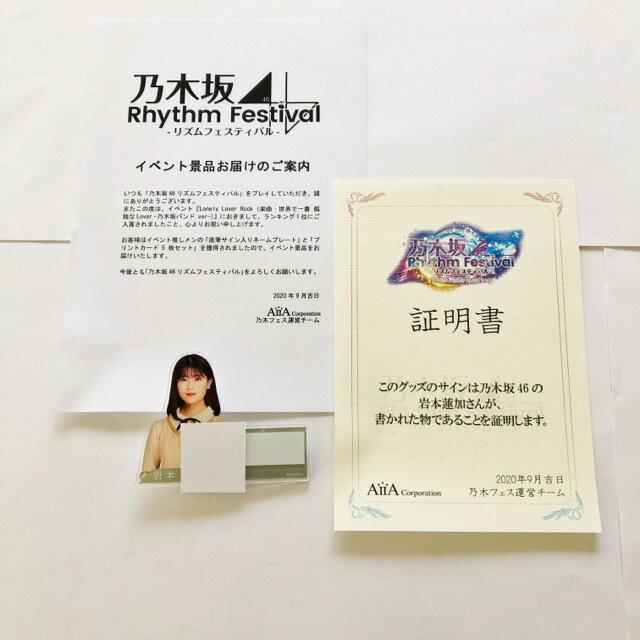 乃木坂46
Rhythm Festival
-リズムフェスティバル-
イベント景品お届けのご案内
いつも「乃木坂46リズムフェスティバル」をプレイしていただき、誠
にありがとうございます。
またこの度は、イベント『Lonely Lover Rock (楽曲：世界で一番 孤
独なLover -乃木坂バンド ver-)』におきまして、ランキング1位にご
入賞されましたこと、心よりお祝い申し上げます。
お客様はイベント推しメンの「直筆サイン入りネームプレート」と「プ
リントカード 5 枚セット」を獲得されましたので、イベント景品をお
届けいたします。
今後とも「乃木坂46リズムフェスティバル」をよろしくお願いします。
2020年9月吉日
AiiA Corporation
乃木フェス運営チーム
岩本
乃木坂46
Rhythm Festival
-リズムフェスティバル-
証明書
このグッズのサインは乃木坂46の
岩本蓮加さんが、
書かれた物であることを証明します。
2020年9月吉日
AiiA Corporation 乃木フェス運営チーム